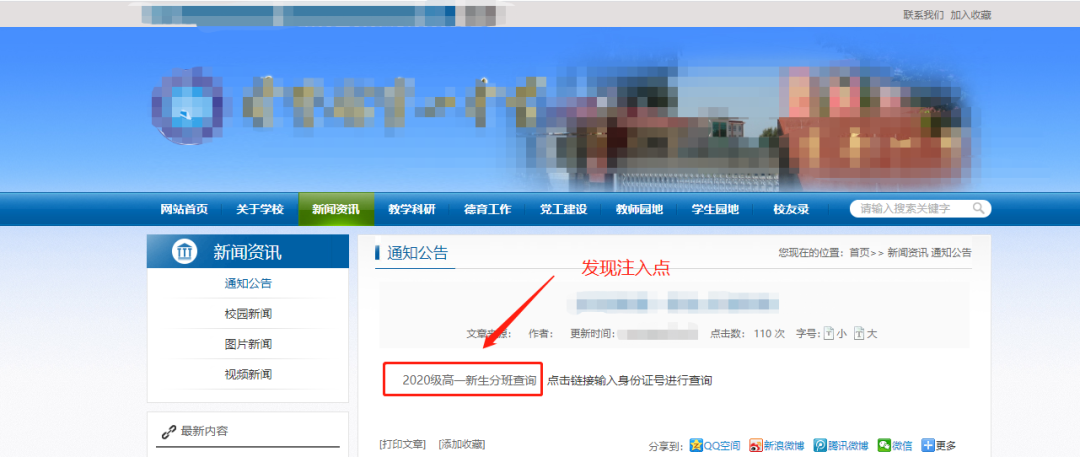 联系我们 加入收藏
网站首页 关于学校 新闻资讯 教学科研 德育工作 党工建设 教师园地 学生园地 校友录 请输入搜索关键字
新闻资讯
通知公告
校园新闻
图片新闻
视频新闻
最新内容
通知公告
您现在的位置：首页>> 新闻资讯 通知公告
发现注入点
作者： 更新时间： 点击数： 110 次 字号： T 小 T 大
2020级高一新生分班查询 点击链接输入身份证号进行查询
[打印文章] [添加收藏]
分享到： QQ空间 新浪微博 腾讯微博 微信 更多